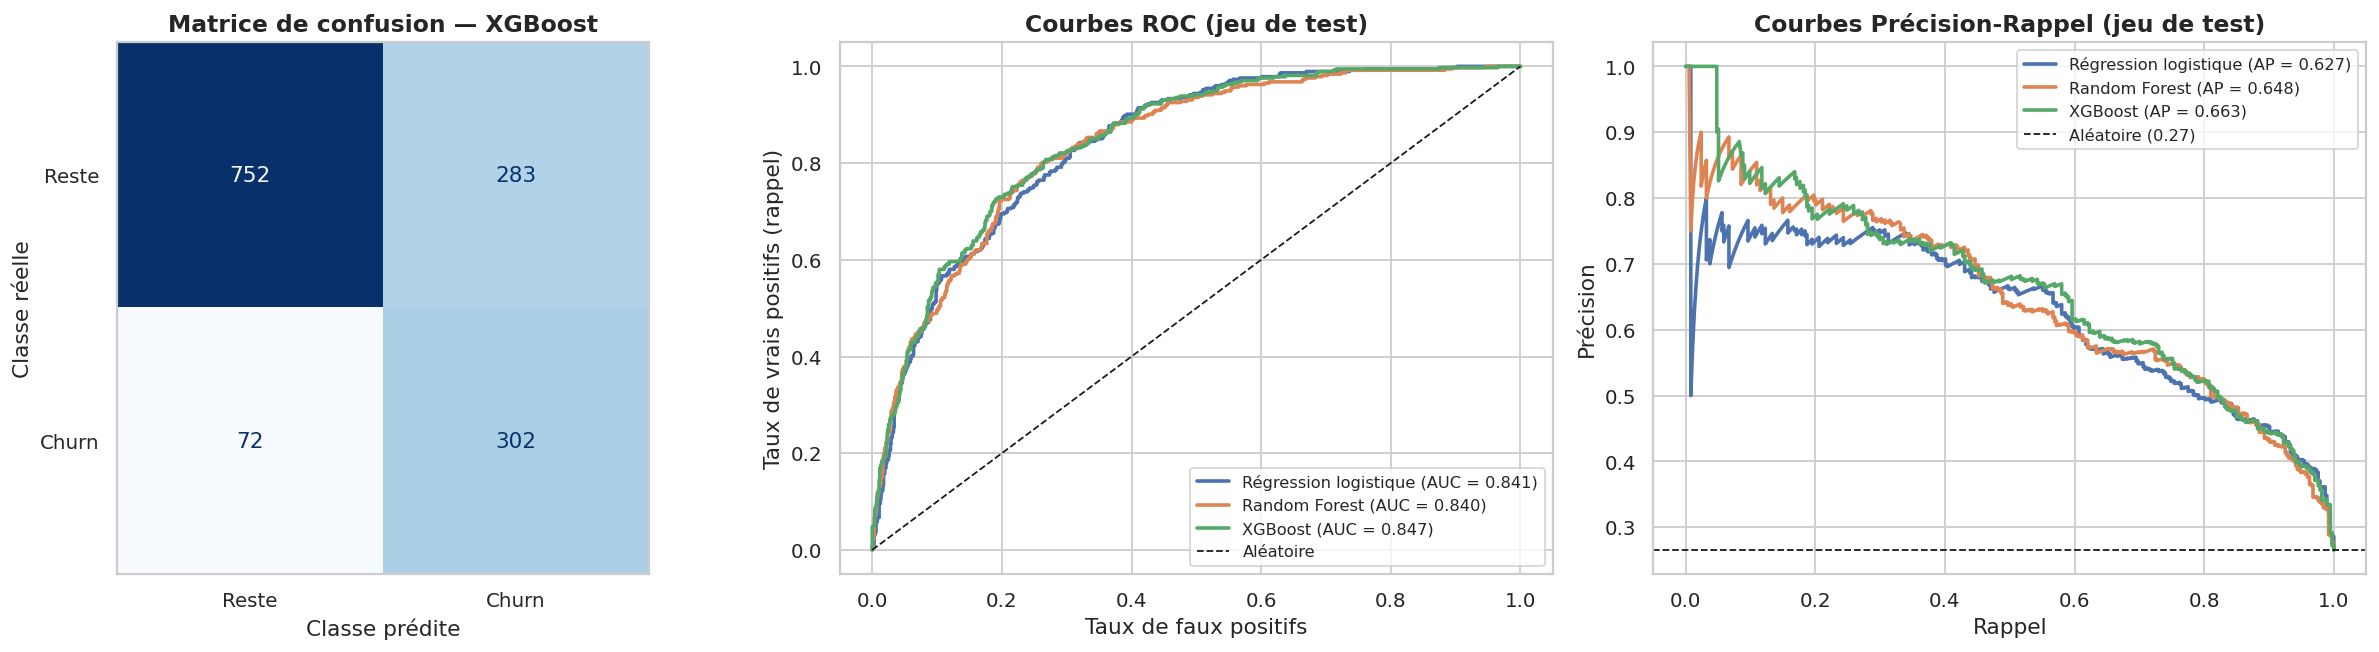 Matrice de confusion — XGBoost
Classe réelle
Reste
752
283
Churn
72
302
Reste
Churn
Classe prédite
Courbes ROC (jeu de test)
Taux de vrais positifs (rappel)
1.0
0.8
0.6
0.4
0.2
0.0
Régression logistique (AUC = 0.841)
Random Forest (AUC = 0.840)
XGBoost (AUC = 0.847)
Aléatoire
0.0
0.2
0.4
0.6
0.8
1.0
Taux de faux positifs
Courbes Précision-Rappel (jeu de test)
Précision
1.0
0.9
0.8
0.7
0.6
0.5
0.4
0.3
Régression logistique (AP = 0.627)
Random Forest (AP = 0.648)
XGBoost (AP = 0.663)
Aléatoire (0.27)
0.0
0.2
0.4
0.6
0.8
1.0
Rappel